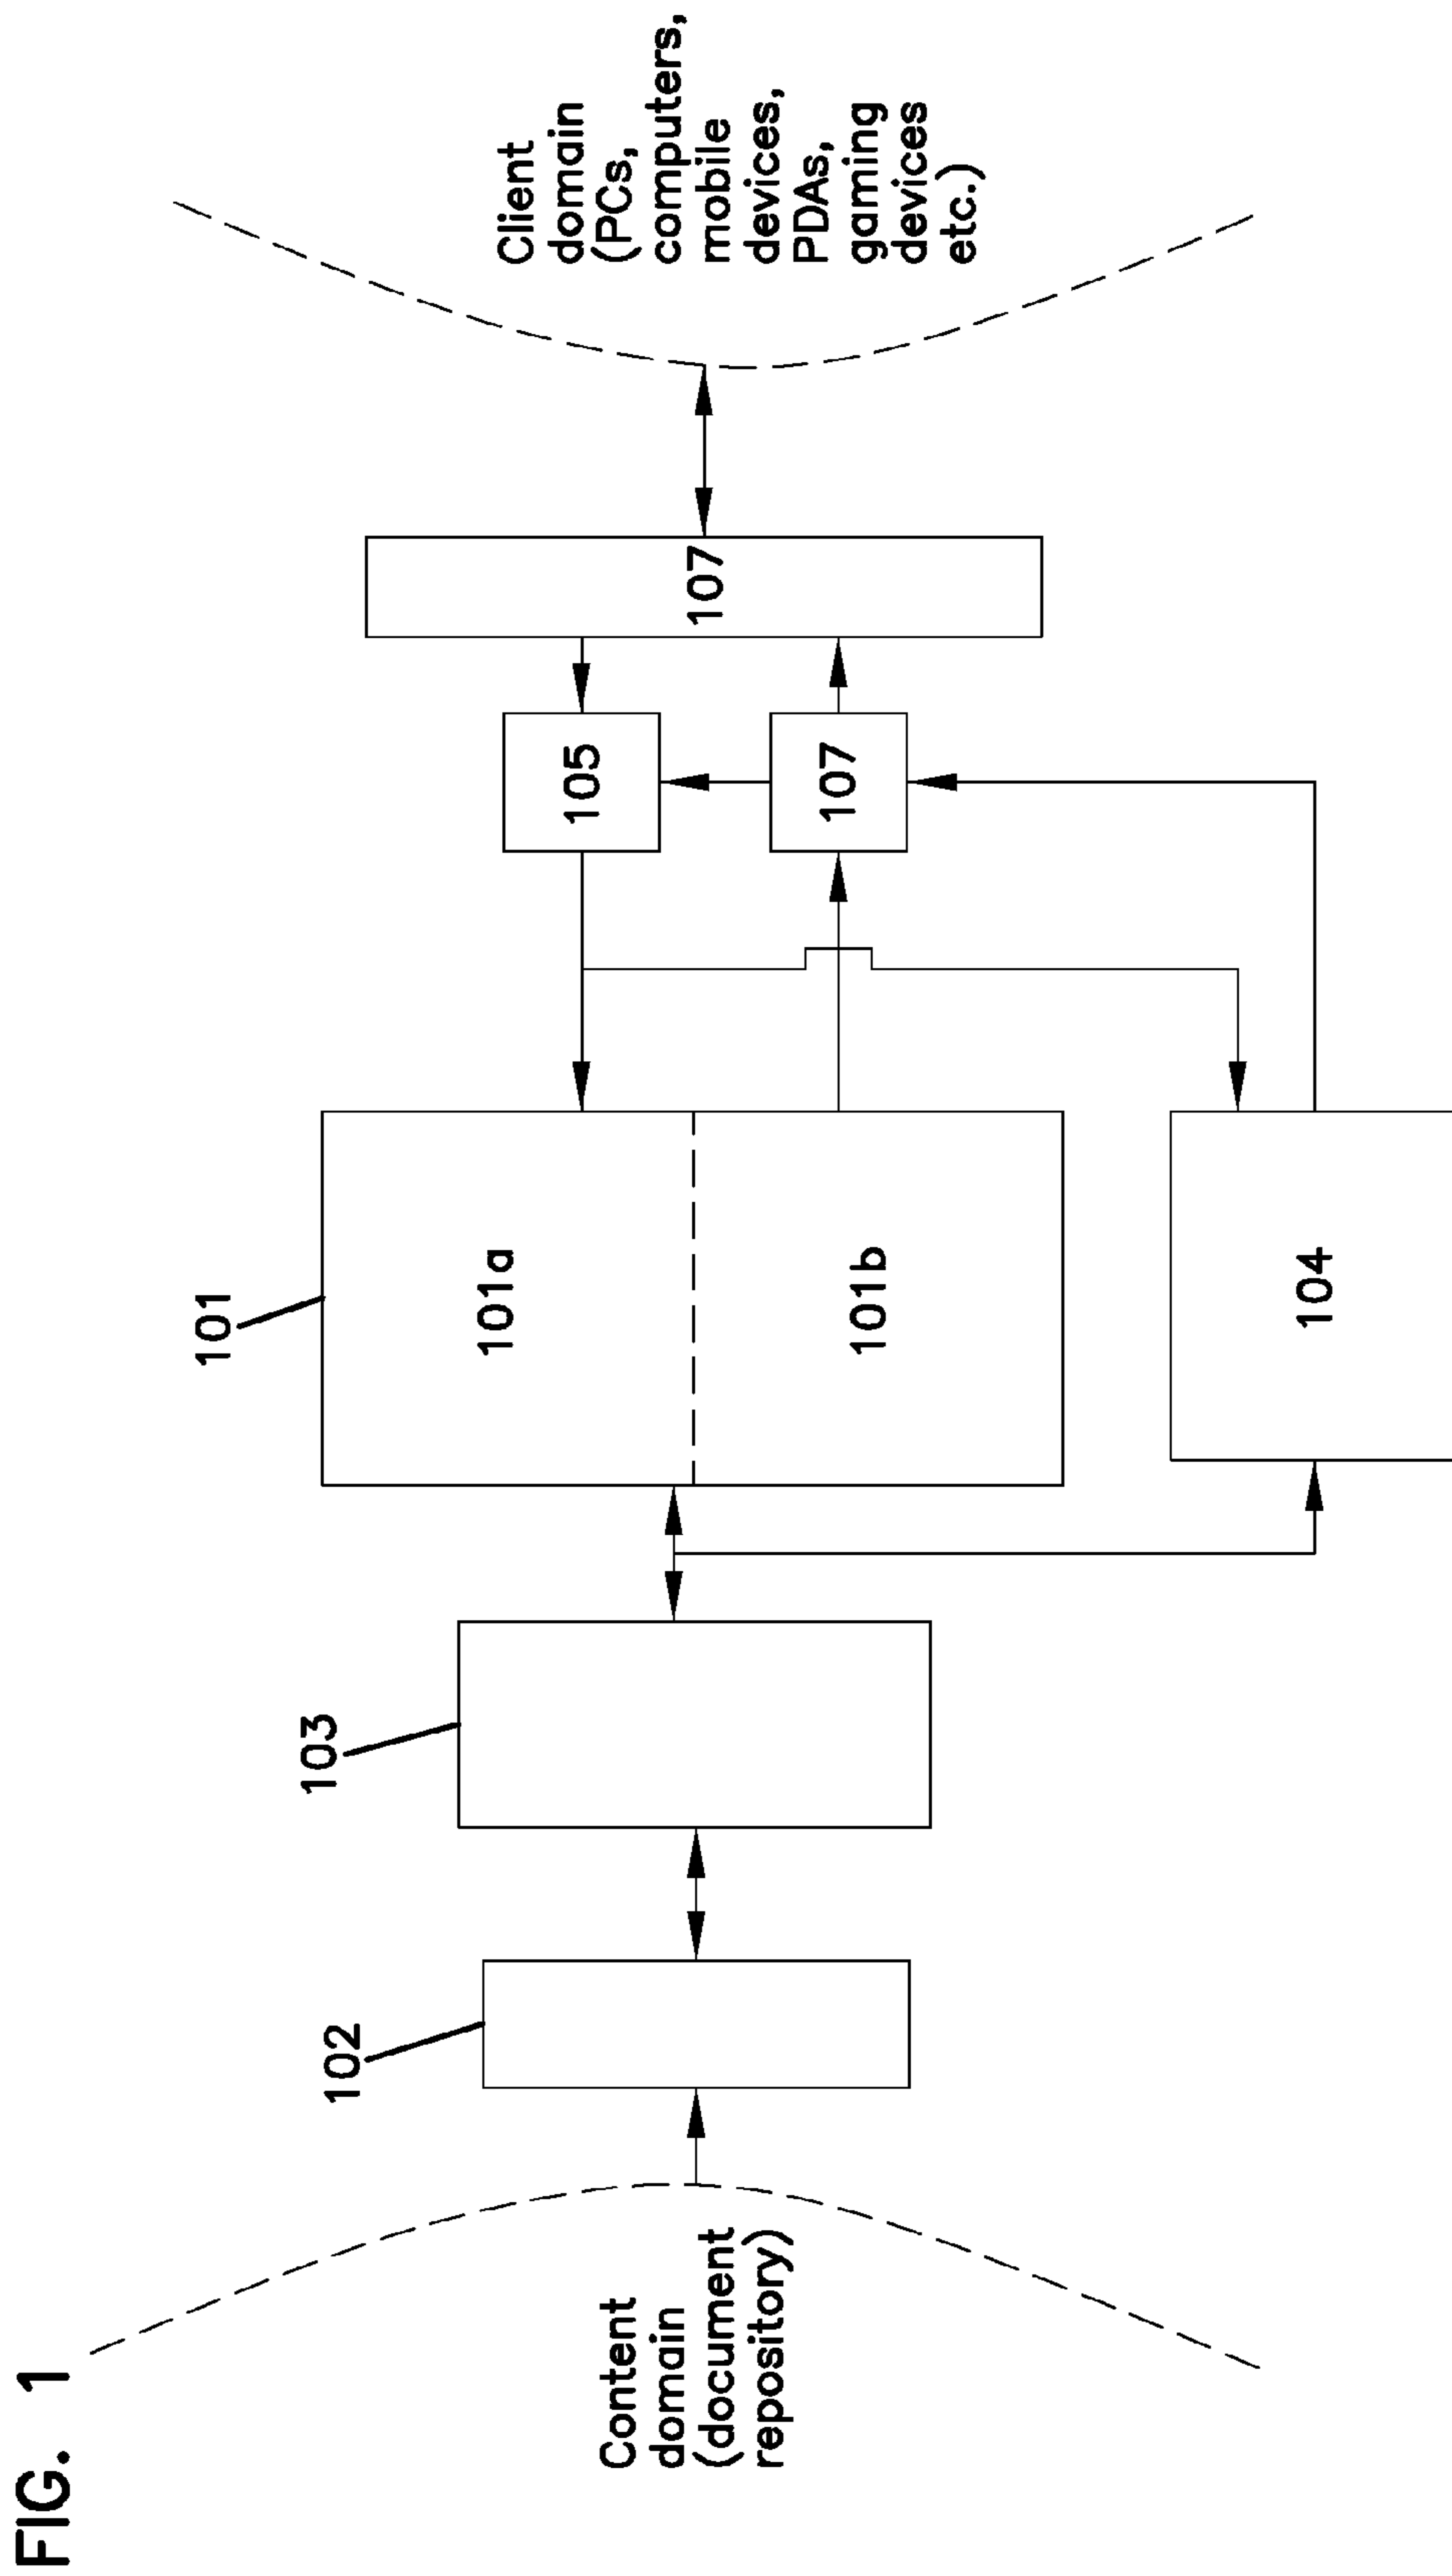 FIG. 1
Content
domain
(document
repository)
102
103
101
101a
101b
104
105
107
107
Client
domain
(PCs,
computers,
mobile
devices,
PDAs,
gaming
devices
etc.)